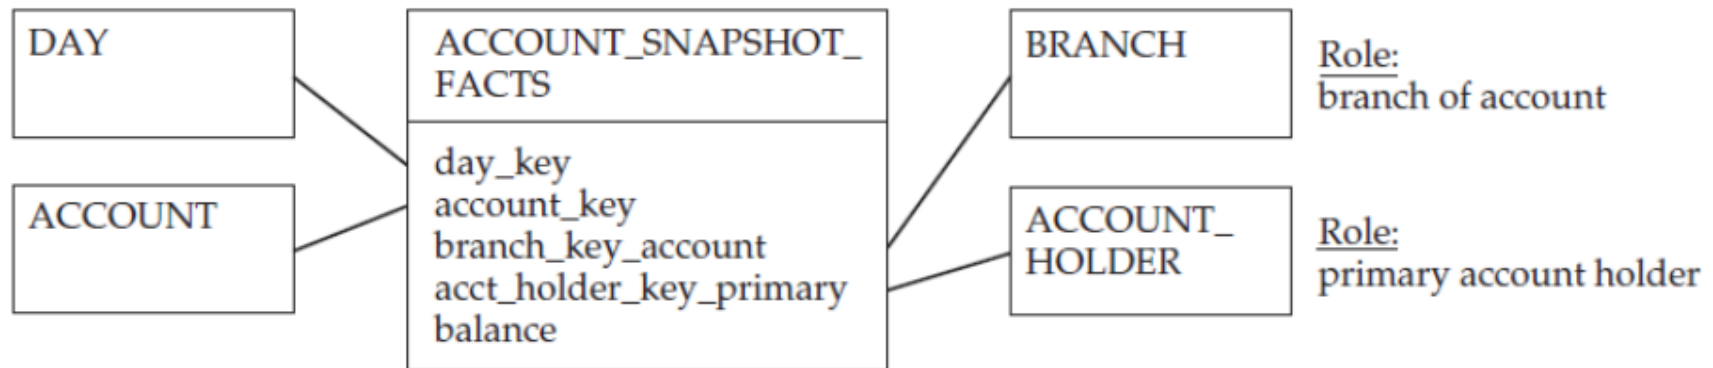 DAY
ACCOUNT
ACCOUNT_SNAPSHOT_
FACTS
day_key
account_key
branch_key_account
acct_holder_key_primary
balance
BRANCH
Role:
branch of account
ACCOUNT_
HOLDER
Role:
primary account holder